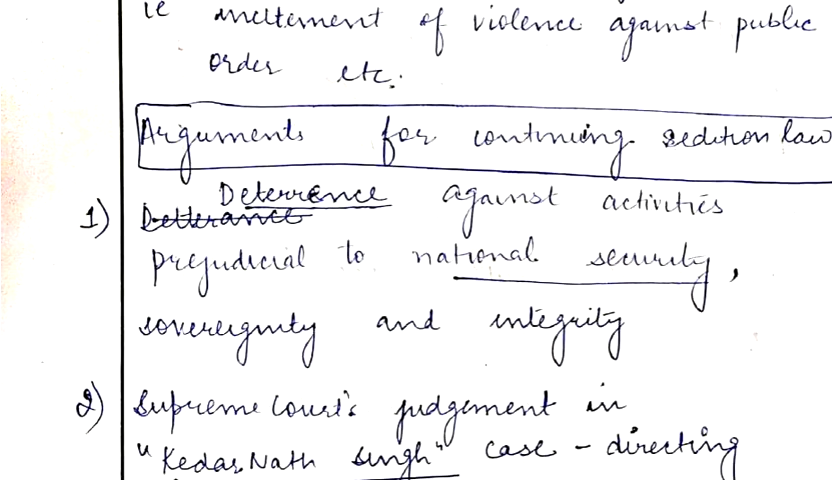 ie incitement of violence against public
order etc.
Arguments for continuing sedition law
Deterrence against activities
1) Detterance
prejudicial to national security,
sovereignty and integrity
2) Supreme Court's judgement in
"Kedar Nath Singh" case - directing